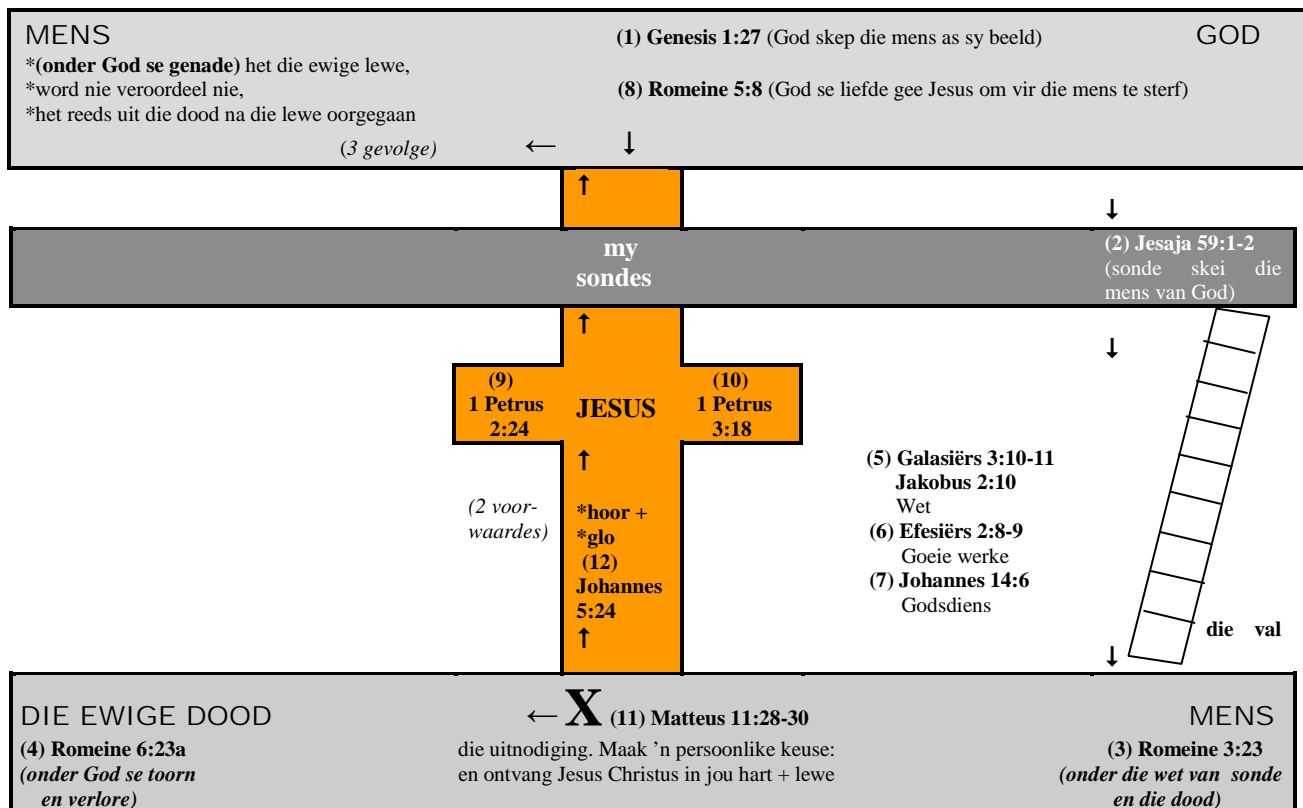 MENS
*(onder God se genade) het die ewige lewe,
*word nie veroordeel nie,
*het reeds uit die dood na die lewe oorgegaan
(3 gevolge) ← ↓
(1) Genesis 1:27 (God skep die mens as sy beeld)
GOD
(8) Romeine 5:8 (God se liefde gee Jesus om vir die mens te sterf)
↑
↓
my
sondes
(2) Jesaja 59:1-2
(sonde skei die
mens van God)
↑
↓
(9)
1 Petrus
2:24
JESUS
(10)
1 Petrus
3:18
↑
(2 voor-
waardes)
*hoor +
*glo
(12)
Johannes
5:24
↑
(5) Galasiërs 3:10-11
Jakobus 2:10
Wet
(6) Efesiërs 2:8-9
Goeie werke
(7) Johannes 14:6
Godsdiens
die val
↓
DIE EWIGE DOOD
(4) Romeine 6:23a
(onder God se toorn
en verlore)
← X (11) Matteus 11:28-30
die uitnodiging. Maak ’n persoonlike keuse:
en ontvang Jesus Christus in jou hart + lewe
MENS
(3) Romeine 3:23
(onder die wet van sonde
en die dood)